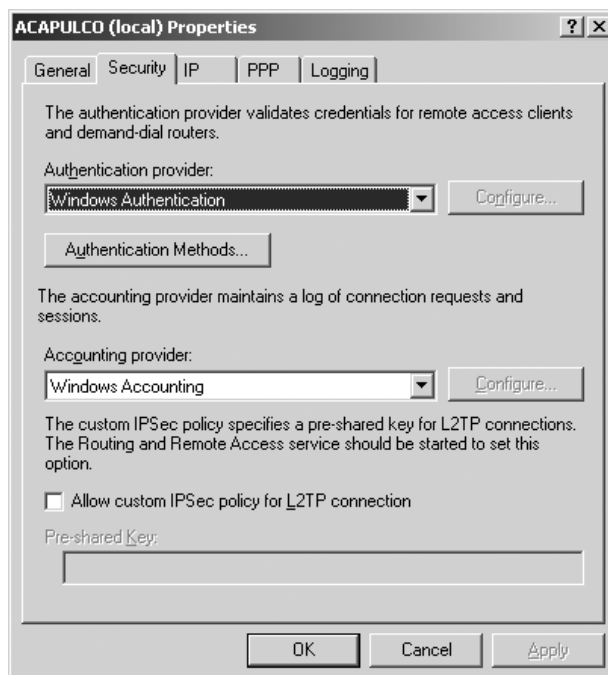 ACAPULCO (local) Properties
General Security IP PPP Logging
The authentication provider validates credentials for remote access clients
and demand-dial routers.
Authentication provider:
Windows Authentication Configure...
Authentication Methods...
The accounting provider maintains a log of connection requests and
sessions.
Accounting provider:
Windows Accounting Configure...
The custom IPSec policy specifies a pre-shared key for L2TP connections.
The Routing and Remote Access service should be started to set this
option.
Allow custom IPSec policy for L2TP connection
Pre-shared Key:
OK Cancel Apply